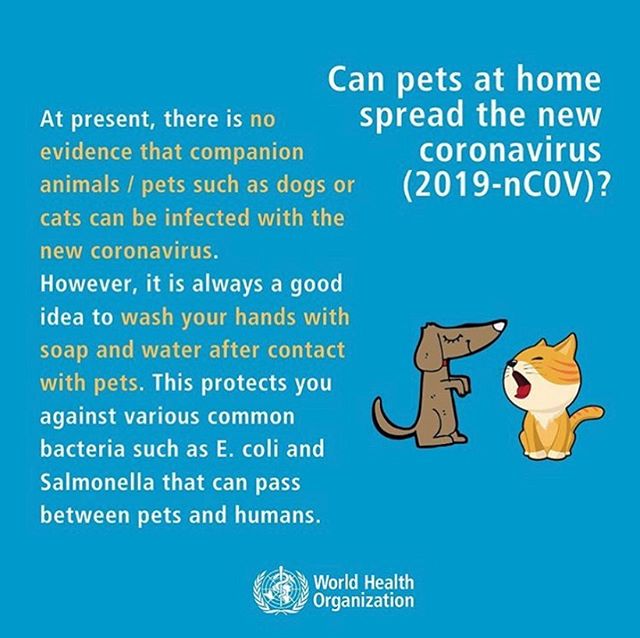 Can pets at home
spread the new
coronavirus
(2019-nC0V)?
At present, there is no
evidence that companion
animals / pets such as dogs or
cats can be infected with the
new coronavirus.
However, it is always a good
idea to wash your hands with
soap and water after contact
with pets. This protects you
against various common
bacteria such as E. coli and
Salmonella that can pass
between pets and humans.
World Health
Organization